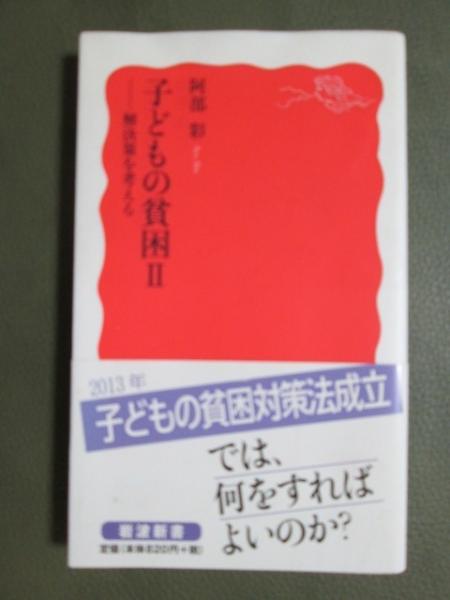 阿部 彩 著
子どもの貧困Ⅱ
――解決策を考える
2013年
子どもの貧困対策法成立
では、
何をすれば
よいのか?
岩波新書
定価(本体820円+税)